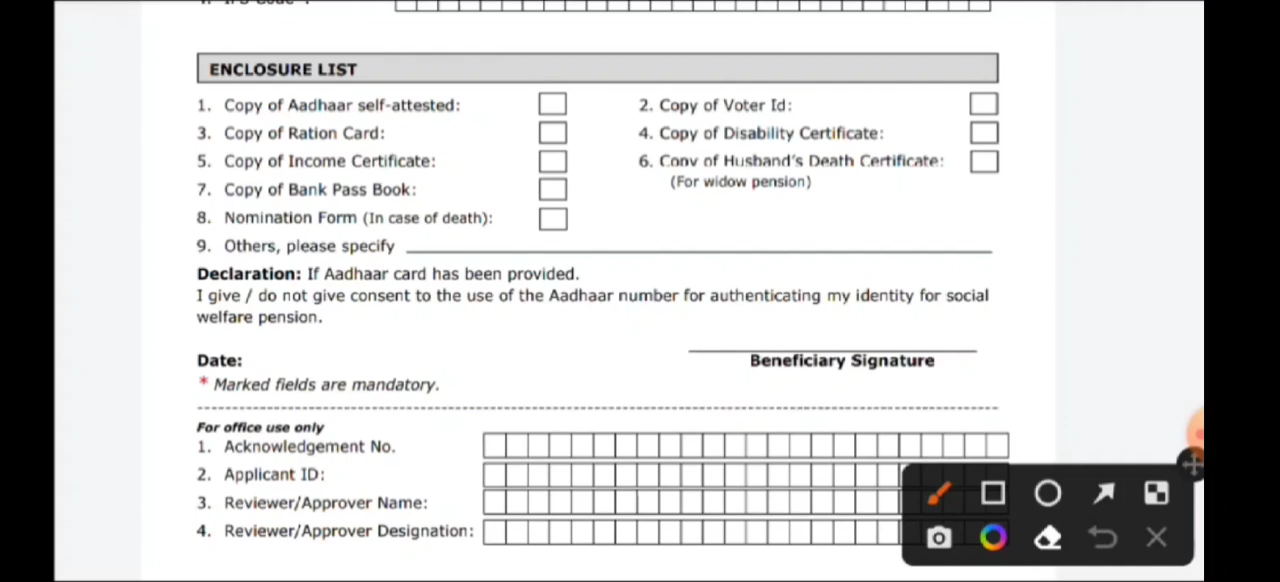 ENCLOSURE LIST
1. Copy of Aadhaar self-attested:
2. Copy of Voter Id:
3. Copy of Ration Card:
4. Copy of Disability Certificate:
5. Copy of Income Certificate:
6. Copy of Husband's Death Certificate:
(For widow pension)
7. Copy of Bank Pass Book:
8. Nomination Form (In case of death):
9. Others, please specify
Declaration: If Aadhaar card has been provided.
I give / do not give consent to the use of the Aadhaar number for authenticating my identity for social
welfare pension.
Date:
Beneficiary Signature
* Marked fields are mandatory.
For office use only
1. Acknowledgement No.
2. Applicant ID:
3. Reviewer/Approver Name:
4. Reviewer/Approver Designation: